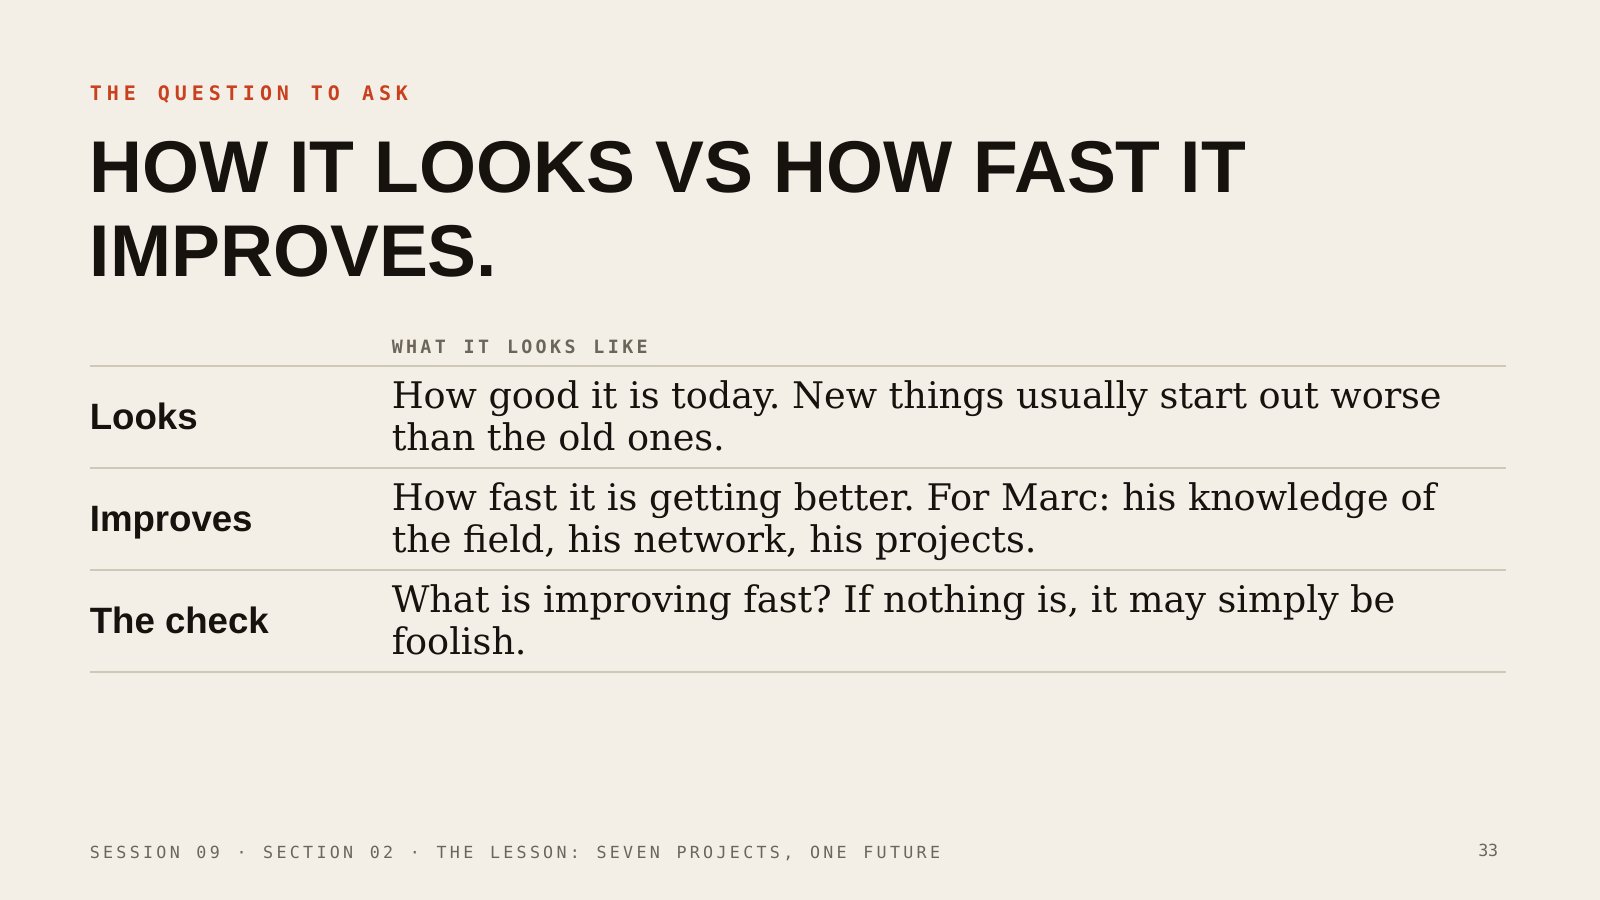 THE QUESTION TO ASK
HOW IT LOOKS VS HOW FAST IT
IMPROVES.
WHAT IT LOOKS LIKE
Looks
How good it is today. New things usually start out worse
than the old ones.
Improves
How fast it is getting better. For Marc: his knowledge of
the field, his network, his projects.
The check
What is improving fast? If nothing is, it may simply be
foolish.
SESSION 09 · SECTION 02 · THE LESSON: SEVEN PROJECTS, ONE FUTURE
33